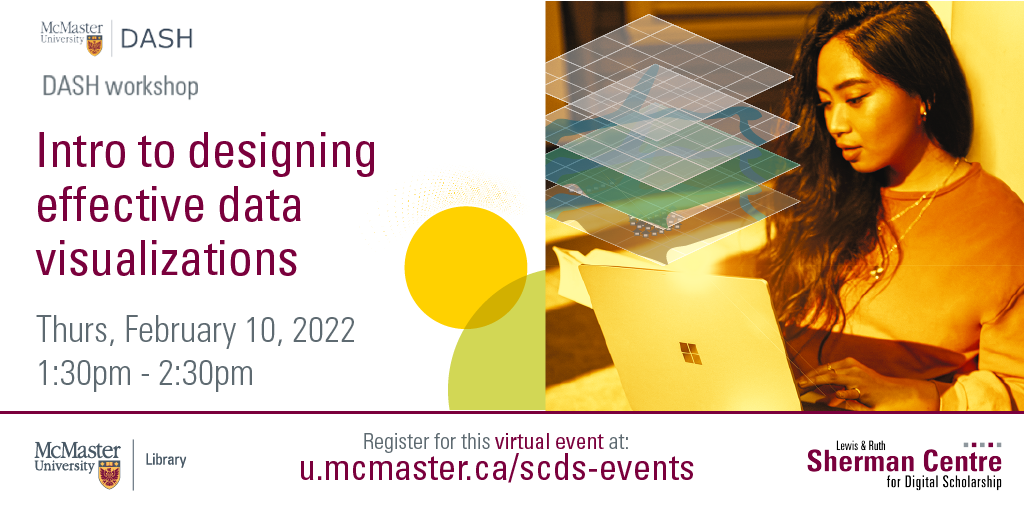 McMaster
University
DASH
DASH workshop
Intro to designing
effective data
visualizations
Thurs, February 10, 2022
1:30pm - 2:30pm
McMaster
University
Library
Register for this virtual event at:
u.mcmaster.ca/scds-events
Lewis & Ruth
Sherman Centre
for Digital Scholarship